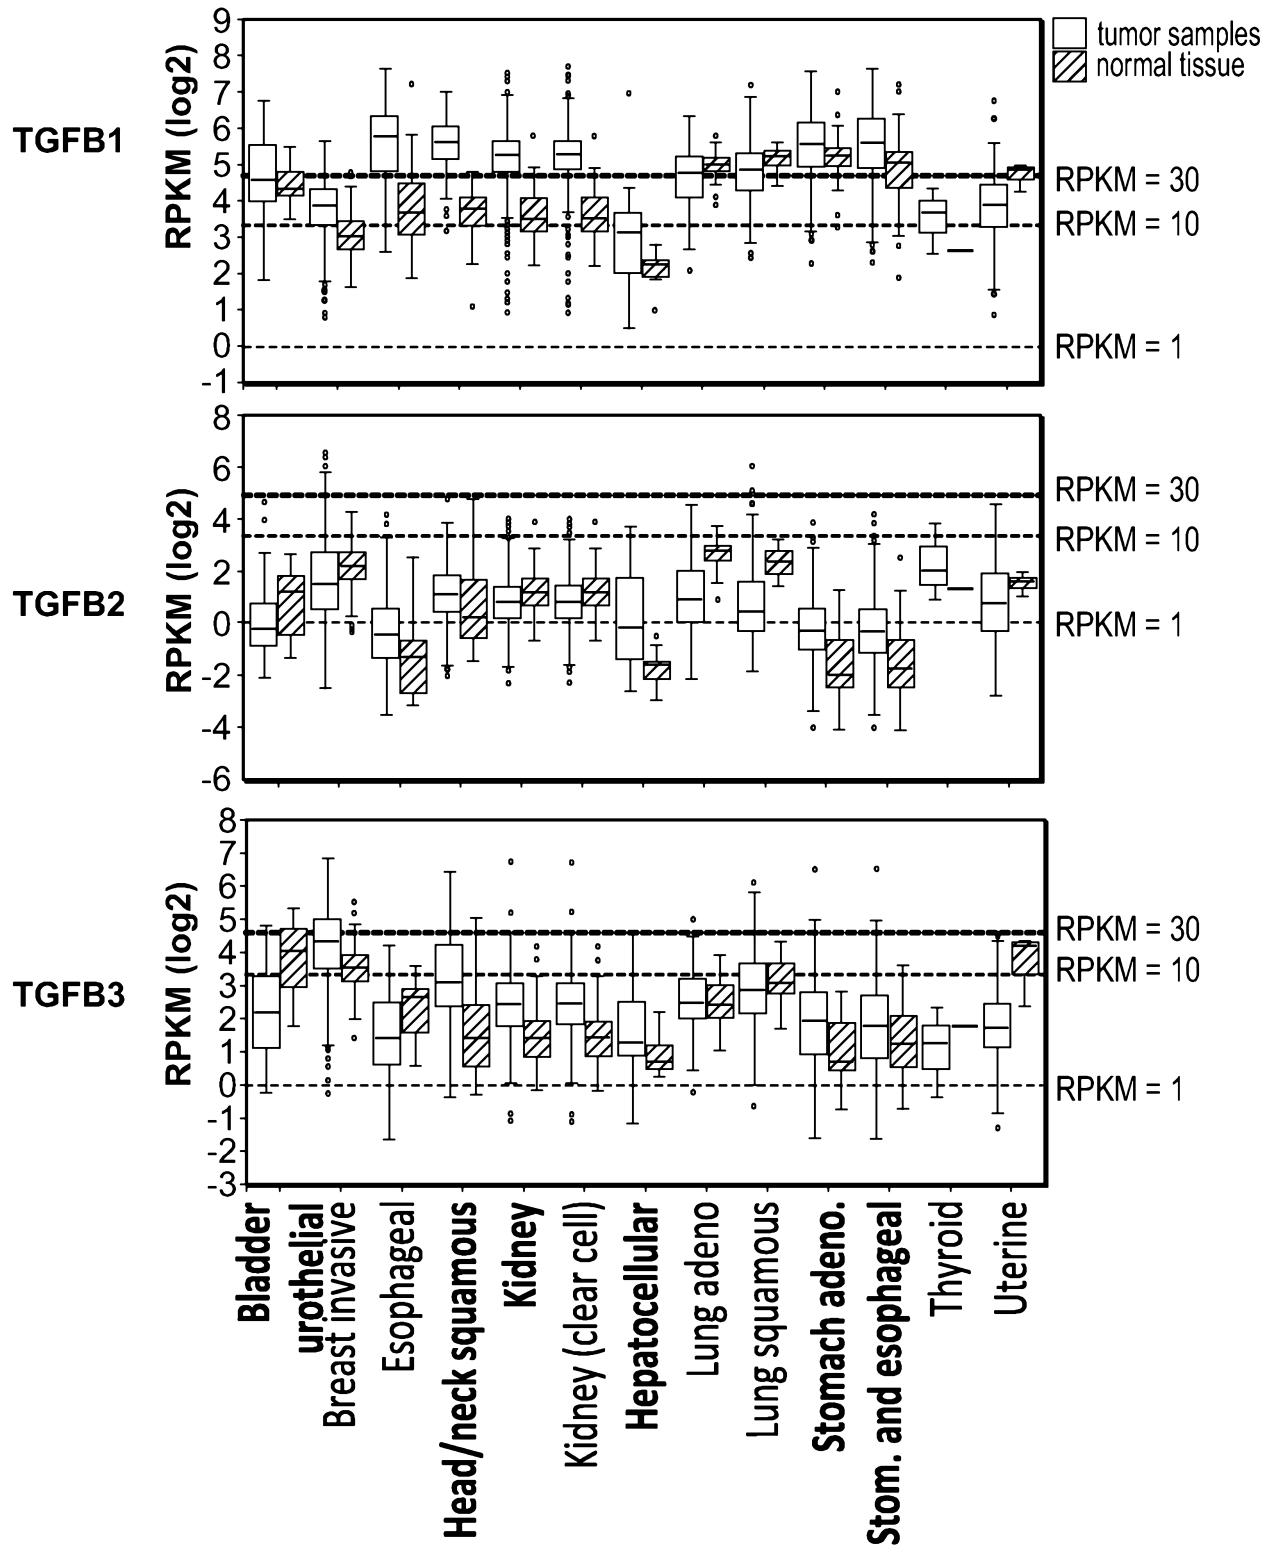 tumor samples
normal tissue
TGFB1
RPKM (log2)
9
8
7
6
5
4
3
2
1
0
-1
RPKM = 30
RPKM = 10
RPKM = 1
TGFB2
RPKM (log2)
8
6
4
2
0
-2
-4
-6
RPKM = 30
RPKM = 10
RPKM = 1
TGFB3
RPKM (log2)
8
7
6
5
4
3
2
1
0
-1
-2
-3
RPKM = 30
RPKM = 10
RPKM = 1
Bladder
urothelial
Breast invasive
Esophageal
Head/neck squamous
Kidney
Kidney (clear cell)
Hepatocellular
Lung adeno
Lung squamous
Stomach adeno.
Stom. and esophageal
Thyroid
Uterine